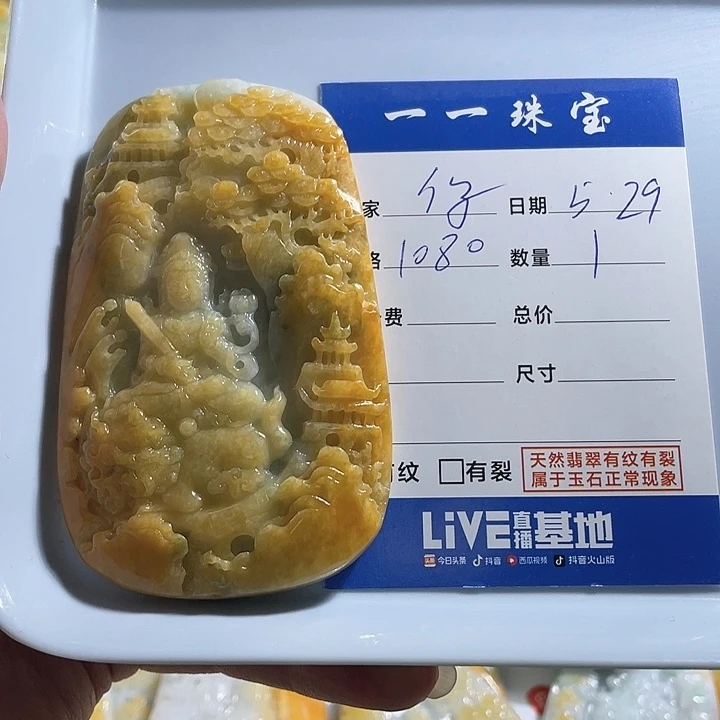 一一珠宝
家 仔 日期 5.29
格 1080 数量 1
费 总价
尺寸
有纹 □有裂 天然翡翠有纹有裂
属于玉石正常现象
LiVE直播基地
头条 今日头条 抖音 西瓜视频 抖音火山版